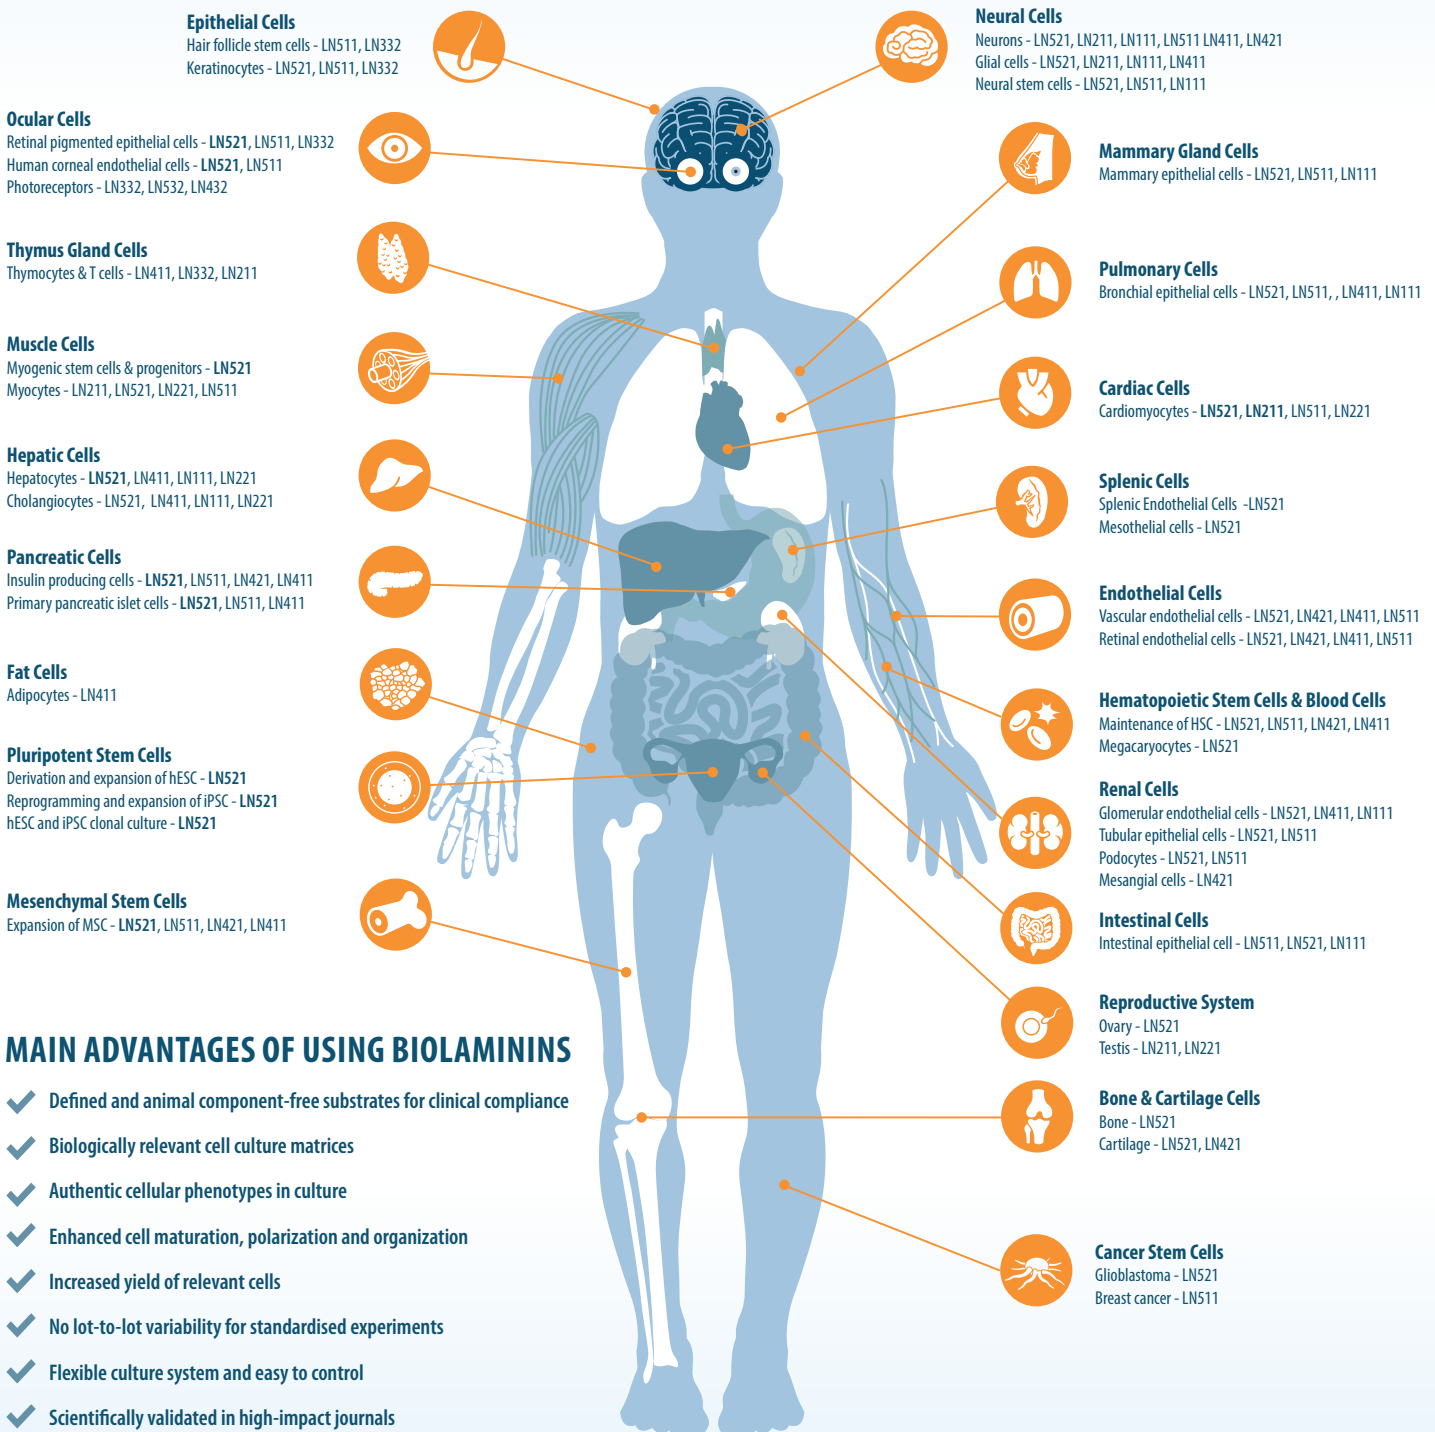 Epithelial Cells
Hair follicle stem cells - LN511, LN332
Keratinocytes - LN521, LN511, LN332
Ocular Cells
Retinal pigmented epithelial cells - LN521, LN511, LN332
Human corneal endothelial cells - LN521, LN511
Photoreceptors - LN332, LN532, LN432
Thymus Gland Cells
Thymocytes & T cells - LN411, LN332, LN211
Muscle Cells
Myogenic stem cells & progenitors - LN521
Myocytes - LN211, LN521, LN221, LN511
Hepatic Cells
Hepatocytes - LN521, LN411, LN111, LN221
Cholangiocytes - LN521, LN411, LN111, LN221
Pancreatic Cells
Insulin producing cells - LN521, LN511, LN421, LN411
Primary pancreatic islet cells - LN521, LN511, LN411
Fat Cells
Adipocytes - LN411
Pluripotent Stem Cells
Derivation and expansion of hESC - LN521
Reprogramming and expansion of iPSC - LN521
hESC and iPSC clonal culture - LN521
Mesenchymal Stem Cells
Expansion of MSC - LN521, LN511, LN421, LN411
MAIN ADVANTAGES OF USING BIOLAMININS
Defined and animal component-free substrates for clinical compliance
Biologically relevant cell culture matrices
Authentic cellular phenotypes in culture
Enhanced cell maturation, polarization and organization
Increased yield of relevant cells
No lot-to-lot variability for standardised experiments
Flexible culture system and easy to control
Scientifically validated in high-impact journals
Neural Cells
Neurons - LN521, LN211, LN111, LN511 LN411, LN421
Glial cells - LN521, LN211, LN111, LN411
Neural stem cells - LN521, LN511, LN111
Mammary Gland Cells
Mammary epithelial cells - LN521, LN511, LN111
Pulmonary Cells
Bronchial epithelial cells - LN521, LN511, , LN411, LN111
Cardiac Cells
Cardiomyocytes - LN521, LN211, LN511, LN221
Splenic Cells
Splenic Endothelial Cells -LN521
Mesothelial cells - LN521
Endothelial Cells
Vascular endothelial cells - LN521, LN421, LN411, LN511
Retinal endothelial cells - LN521, LN421, LN411, LN511
Hematopoietic Stem Cells & Blood Cells
Maintenance of HSC - LN521, LN511, LN421, LN411
Megacaryocytes - LN521
Renal Cells
Glomerular endothelial cells - LN521, LN411, LN111
Tubular epithelial cells - LN521, LN511
Podocytes - LN521, LN511
Mesangial cells - LN421
Intestinal Cells
Intestinal epithelial cell - LN511, LN521, LN111
Reproductive System
Ovary - LN521
Testis - LN211, LN221
Bone & Cartilage Cells
Bone - LN521
Cartilage - LN521, LN421
Cancer Stem Cells
Glioblastoma - LN521
Breast cancer - LN511